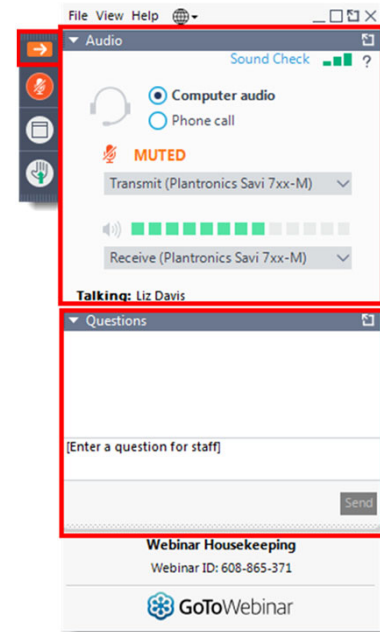 File View Help
Audio
Sound Check ?
Computer audio
Phone call
MUTED
Transmit (Plantronics Savi 7xx-M)
Receive (Plantronics Savi 7xx-M)
Talking: Liz Davis
Questions
[Enter a question for staff]
Send
Webinar Housekeeping
Webinar ID: 608-865-371
GoToWebinar